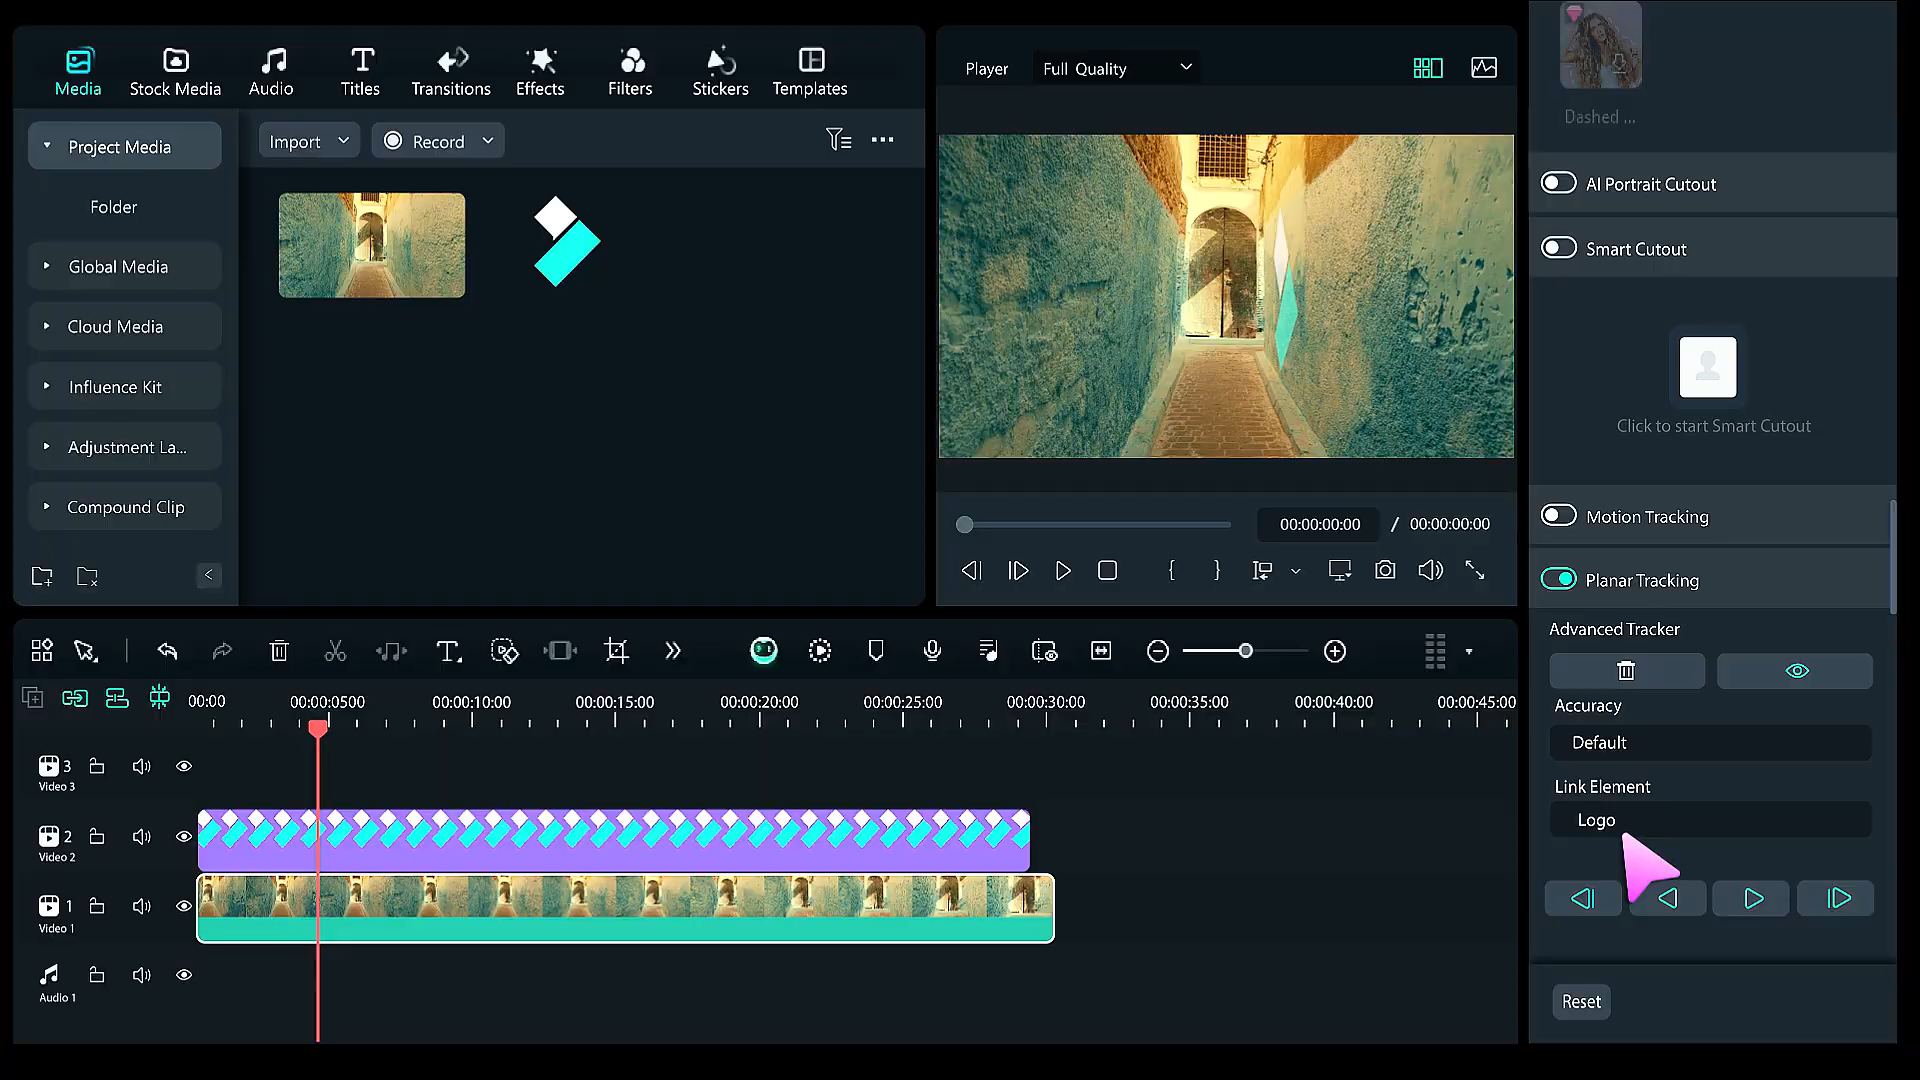 Media
Stock Media
Audio
Titles
Transitions
Effects
Filters
Stickers
Templates
Project Media
Folder
Global Media
Cloud Media
Influence Kit
Adjustment La...
Compound Clip
Import
Record
Player
Full Quality
00:00:00:00 / 00:00:00:00
Dashed ...
AI Portrait Cutout
Smart Cutout
Click to start Smart Cutout
Motion Tracking
Planar Tracking
Advanced Tracker
Accuracy
Default
Link Element
Logo
Reset
00:00 00:00:0500 00:00:10:00 00:00:15:00 00:00:20:00 00:00:25:00 00:00:30:00 00:00:35:00 00:00:40:00 00:00:45:00
3
Video 3
2
Video 2
1
Video 1
Audio 1